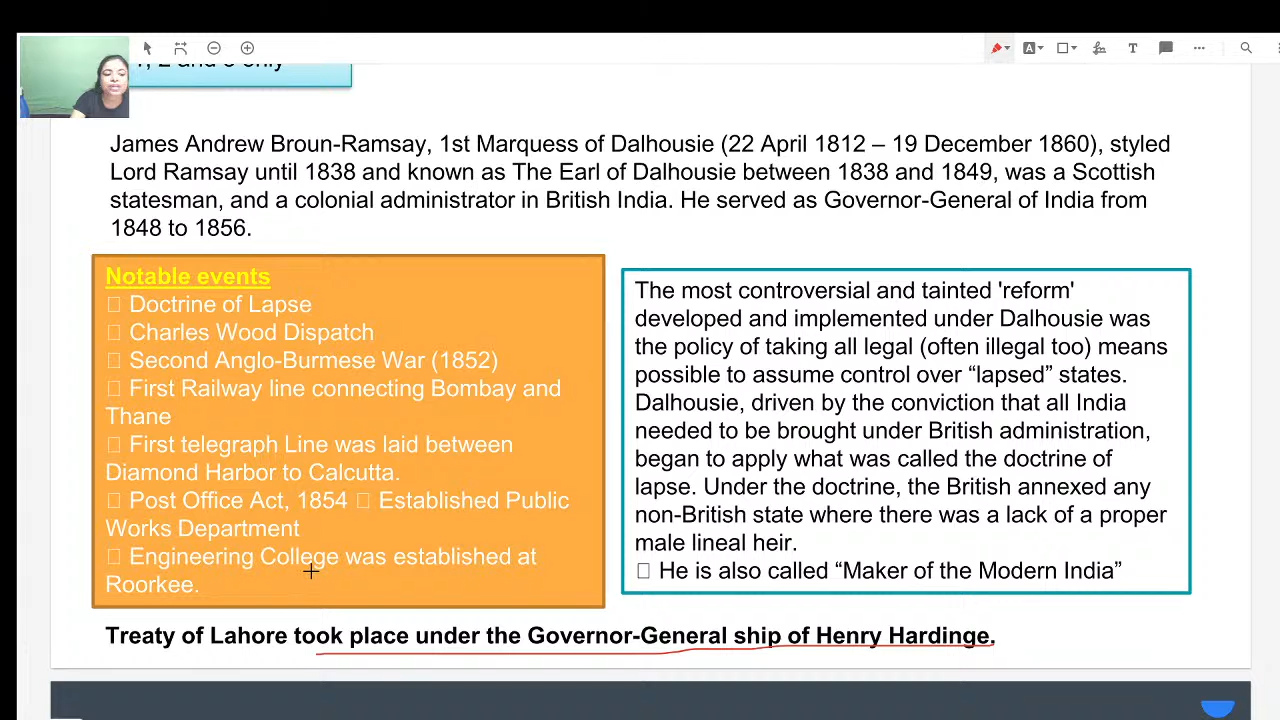 James Andrew Broun-Ramsay, 1st Marquess of Dalhousie (22 April 1812 – 19 December 1860), styled
Lord Ramsay until 1838 and known as The Earl of Dalhousie between 1838 and 1849, was a Scottish
statesman, and a colonial administrator in British India. He served as Governor-General of India from
1848 to 1856.
Notable events
Doctrine of Lapse
Charles Wood Dispatch
Second Anglo-Burmese War (1852)
First Railway line connecting Bombay and
Thane
First telegraph Line was laid between
Diamond Harbor to Calcutta.
Post Office Act, 1854 Established Public
Works Department
Engineering College was established at
Roorkee.
The most controversial and tainted 'reform'
developed and implemented under Dalhousie was
the policy of taking all legal (often illegal too) means
possible to assume control over “lapsed” states.
Dalhousie, driven by the conviction that all India
needed to be brought under British administration,
began to apply what was called the doctrine of
lapse. Under the doctrine, the British annexed any
non-British state where there was a lack of a proper
male lineal heir.
He is also called “Maker of the Modern India”
Treaty of Lahore took place under the Governor-General ship of Henry Hardinge.